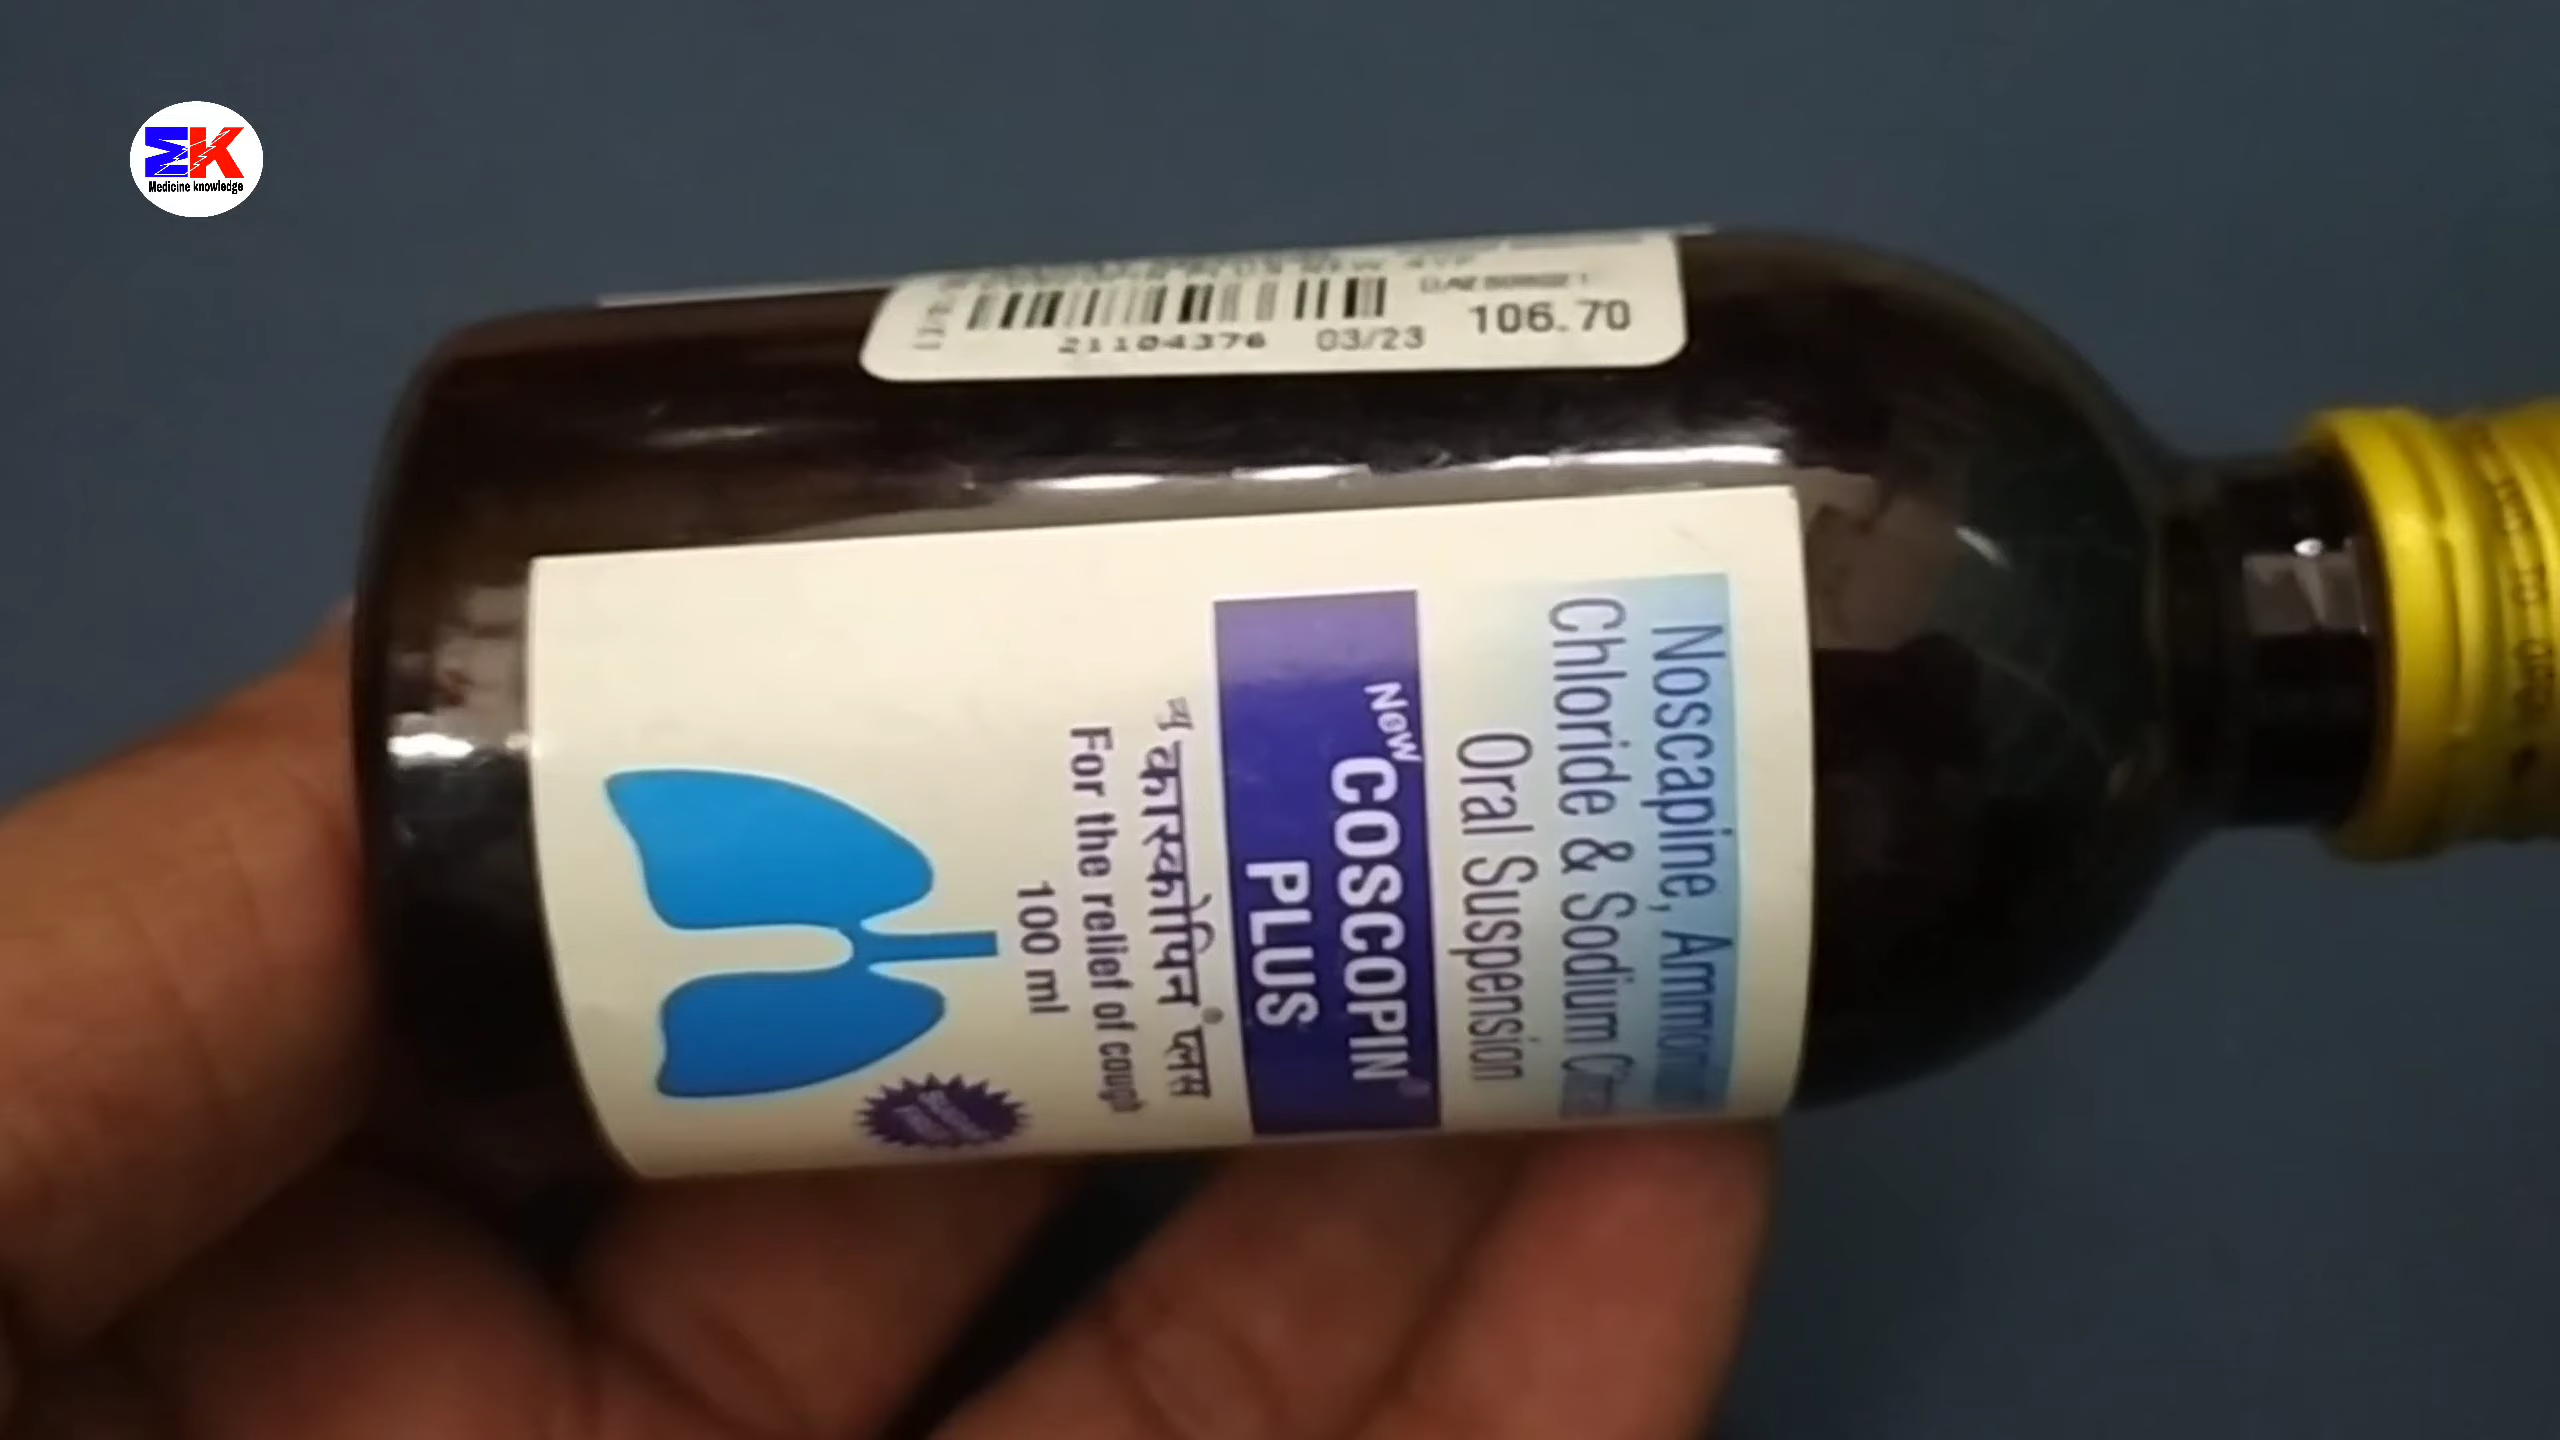 Medicine knowledge
21104376 03/23 106.70
Noscapine,
Chloride & Sodium
Oral Suspension
New COSCOPIN®
PLUS
न्यू कास्कोपिन® प्लस
For the relief of cough
100 ml